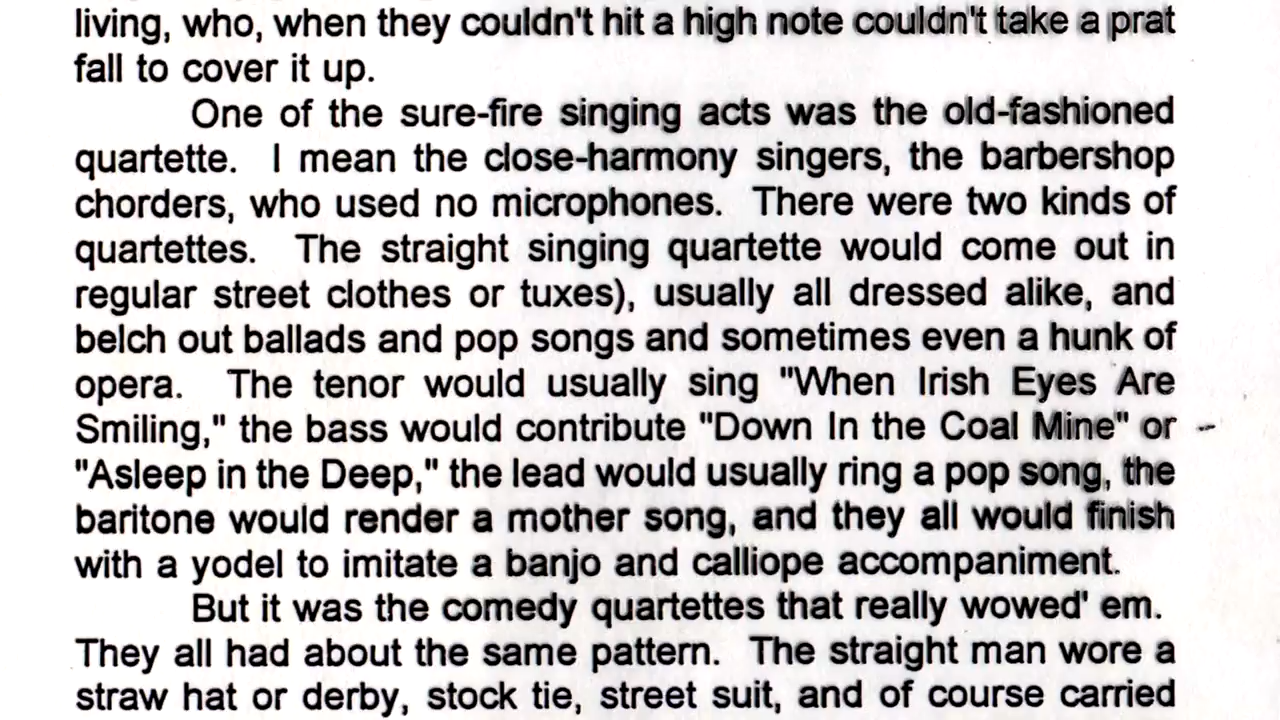 living, who, when they couldn't hit a high note couldn't take a prat
fall to cover it up.
One of the sure-fire singing acts was the old-fashioned
quartette. I mean the close-harmony singers, the barbershop
chorders, who used no microphones. There were two kinds of
quartettes. The straight singing quartette would come out in
regular street clothes or tuxes), usually all dressed alike, and
belch out ballads and pop songs and sometimes even a hunk of
opera. The tenor would usually sing "When Irish Eyes Are
Smiling," the bass would contribute "Down In the Coal Mine" or
"Asleep in the Deep," the lead would usually ring a pop song, the
baritone would render a mother song, and they all would finish
with a yodel to imitate a banjo and calliope accompaniment.
But it was the comedy quartettes that really wowed' em.
They all had about the same pattern. The straight man wore a
straw hat or derby, stock tie, street suit, and of course carried